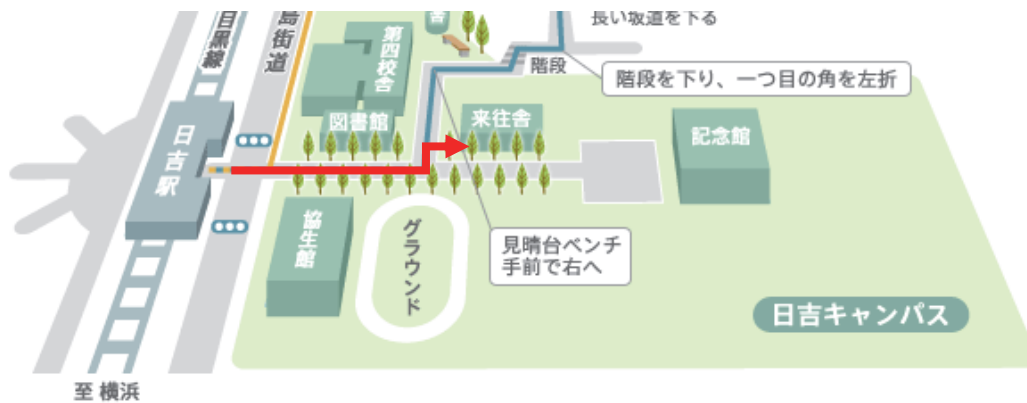 長い坂道を下る
舎
目黒線
島街道
第四校舎
階段
階段を下り、一つ目の角を左折
図書館
来往舎
記念館
日吉駅
協生館
グラウンド
見晴台ベンチ
手前で右へ
日吉キャンパス
至 横浜